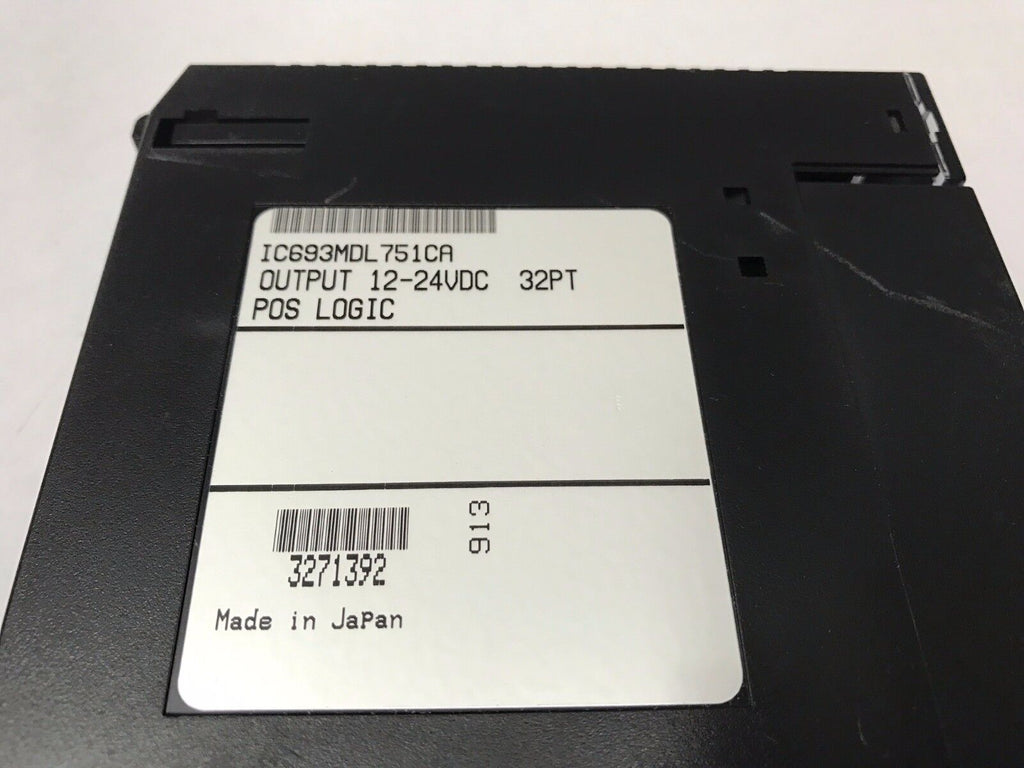 IC693MDL751CA
OUTPUT 12-24VDC 32PT
POS LOGIC
913
3271392
Made in JaPan